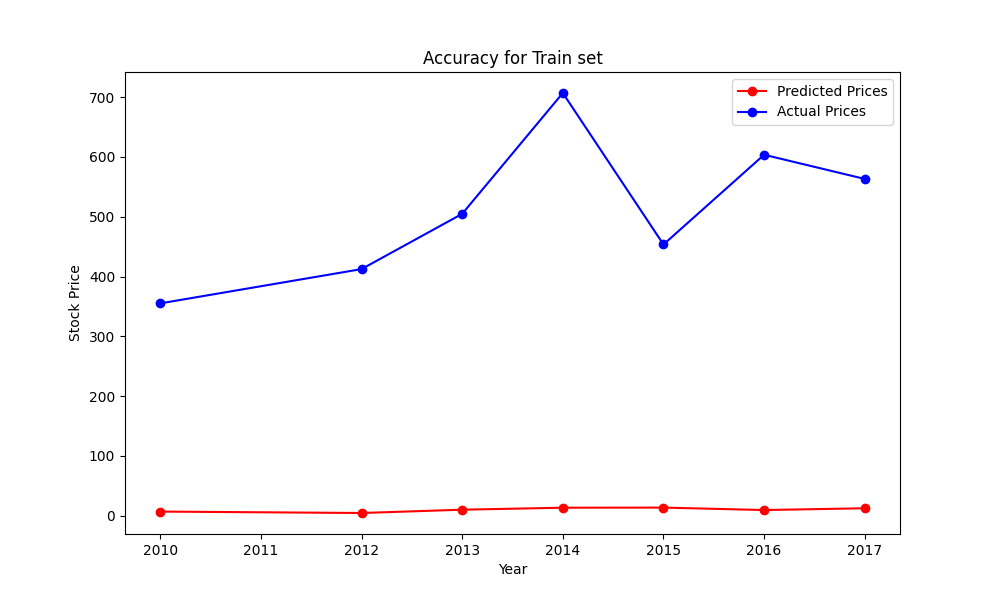 Accuracy for Train set
Predicted Prices
Actual Prices
700
600
500
400
300
200
100
0
Stock Price
2010 2011 2012 2013 2014 2015 2016 2017
Year